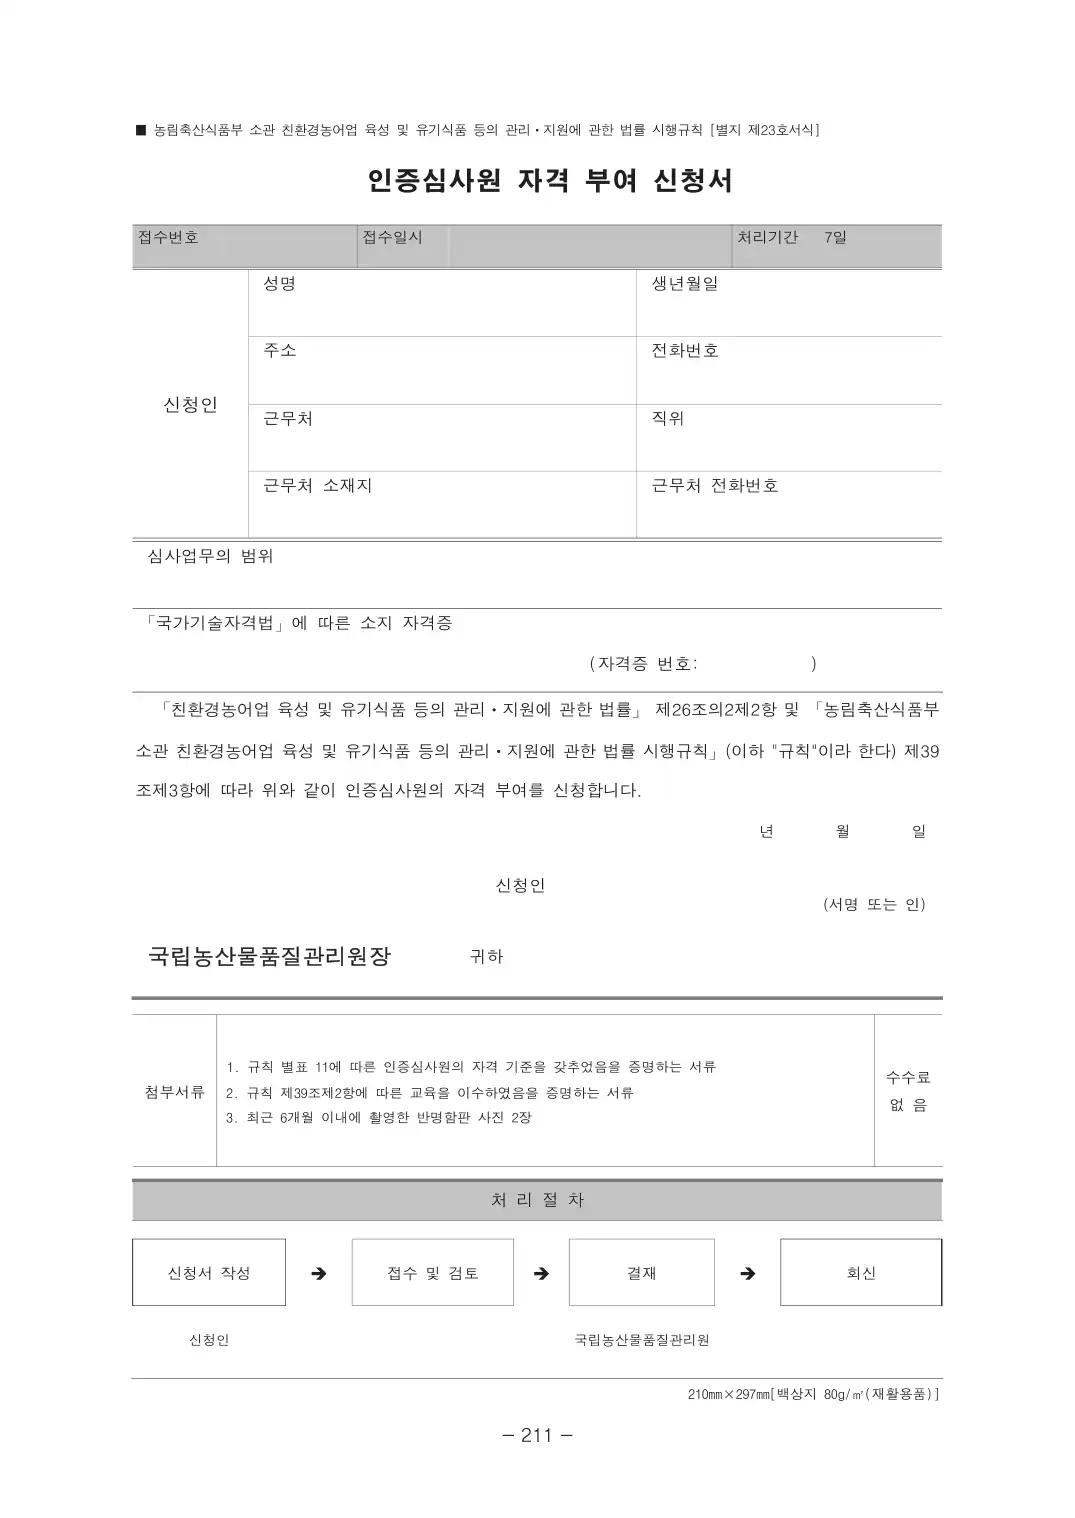 ■ 농림축산식품부 소관 친환경농어업 육성 및 유기식품 등의 관리·지원에 관한 법률 시행규칙 [별지 제23호서식]
인증심사원 자격 부여 신청서
접수번호 접수일시 처리기간 7일
성명 생년월일
주소 전화번호
신청인
근무처 직위
근무처 소재지 근무처 전화번호
심사업무의 범위
「국가기술자격법」에 따른 소지 자격증
(자격증 번호: )
「친환경농어업 육성 및 유기식품 등의 관리·지원에 관한 법률」 제26조의2제2항 및 「농림축산식품부
소관 친환경농어업 육성 및 유기식품 등의 관리·지원에 관한 법률 시행규칙」(이하 "규칙"이라 한다) 제39
조제3항에 따라 위와 같이 인증심사원의 자격 부여를 신청합니다.
년 월 일
신청인
(서명 또는 인)
국립농산물품질관리원장 귀하
첨부서류
1. 규칙 별표 11에 따른 인증심사원의 자격 기준을 갖추었음을 증명하는 서류
2. 규칙 제39조제2항에 따른 교육을 이수하였음을 증명하는 서류
3. 최근 6개월 이내에 촬영한 반명함판 사진 2장
수수료
없 음
처 리 절 차
신청서 작성 ➔ 접수 및 검토 ➔ 결재 ➔ 회신
신청인 국립농산물품질관리원
210㎜×297㎜[백상지 80g/㎡(재활용품)]
- 211 -